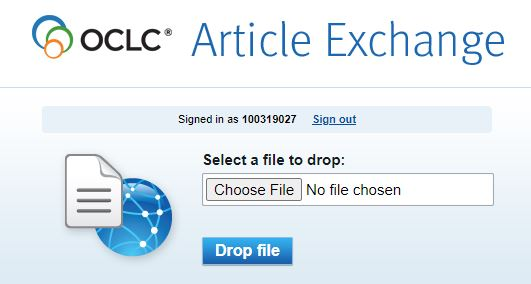 OCLC® Article Exchange
Signed in as 100319027 Sign out
Select a file to drop:
Choose File No file chosen
Drop file